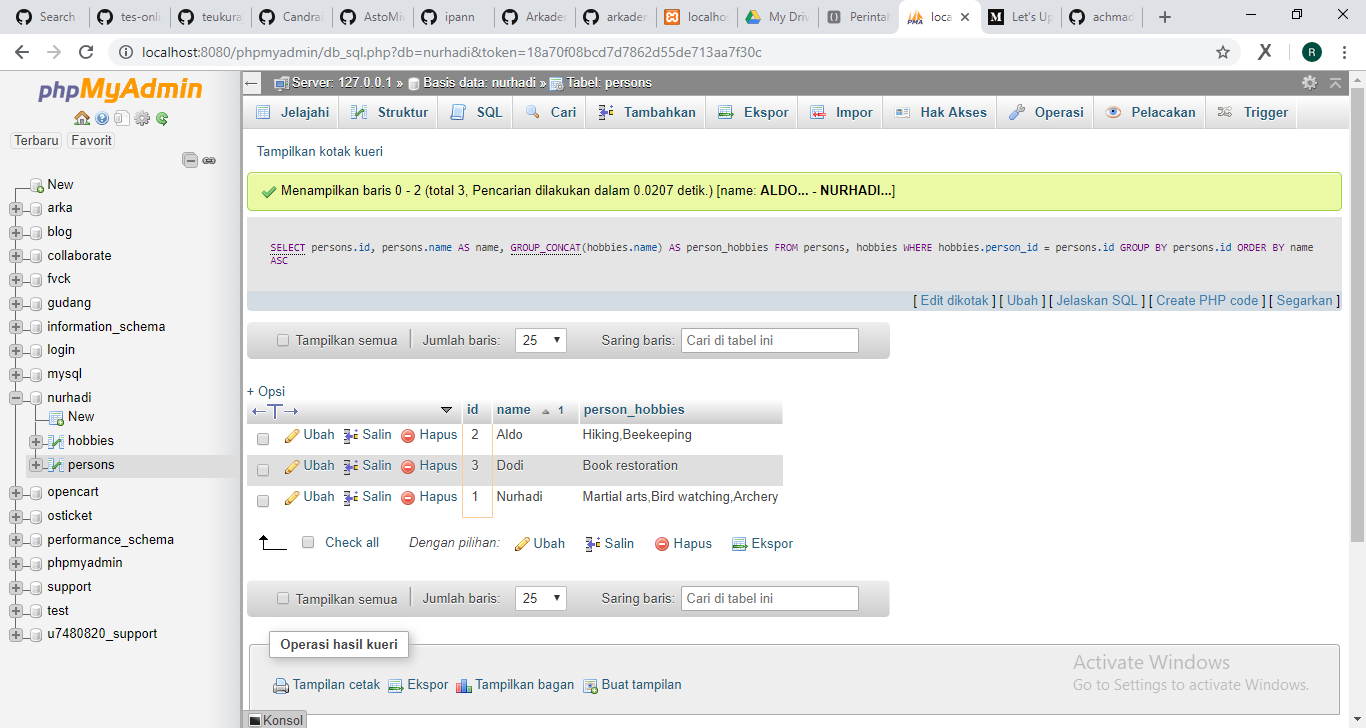 Search
tes-onli
teukura
Candra
AstoMi
ipann
Arkade
arkader
localhos
My Driv
Perintah
loca
Let's Up
achmad
localhost:8080/phpmyadmin/db_sql.php?db=nurhadi&token=18a70f08bcd7d7862d55de713aa7f30c
X
R
phpMyAdmin
Terbaru Favorit
New
arka
blog
collaborate
fvck
gudang
information_schema
login
mysql
nurhadi
New
hobbies
persons
opencart
osticket
performance_schema
phpmyadmin
support
test
u7480820_support
Server: 127.0.0.1 » Basis data: nurhadi » Tabel: persons
Jelajahi Struktur SQL Cari Tambahkan Ekspor Impor Hak Akses Operasi Pelacakan Trigger
Tampilkan kotak kueri
Menampilkan baris 0 - 2 (total 3, Pencarian dilakukan dalam 0.0207 detik.) [name: ALDO... - NURHADI...]
SELECT persons.id, persons.name AS name, GROUP_CONCAT(hobbies.name) AS person_hobbies FROM persons, hobbies WHERE hobbies.person_id = persons.id GROUP BY persons.id ORDER BY name
ASC
[ Edit dikotak ] [ Ubah ] [ Jelaskan SQL ] [ Create PHP code ] [ Segarkan ]
Tampilkan semua Jumlah baris: 25 Saring baris: Cari di tabel ini
+ Opsi
id name 1 person_hobbies
Ubah Salin Hapus 2 Aldo Hiking,Beekeeping
Ubah Salin Hapus 3 Dodi Book restoration
Ubah Salin Hapus 1 Nurhadi Martial arts,Bird watching,Archery
Check all Dengan pilihan: Ubah Salin Hapus Ekspor
Tampilkan semua Jumlah baris: 25 Saring baris: Cari di tabel ini
Operasi hasil kueri
Tampilan cetak Ekspor Tampilkan bagan Buat tampilan
Activate Windows
Go to Settings to activate Windows.
Konsol